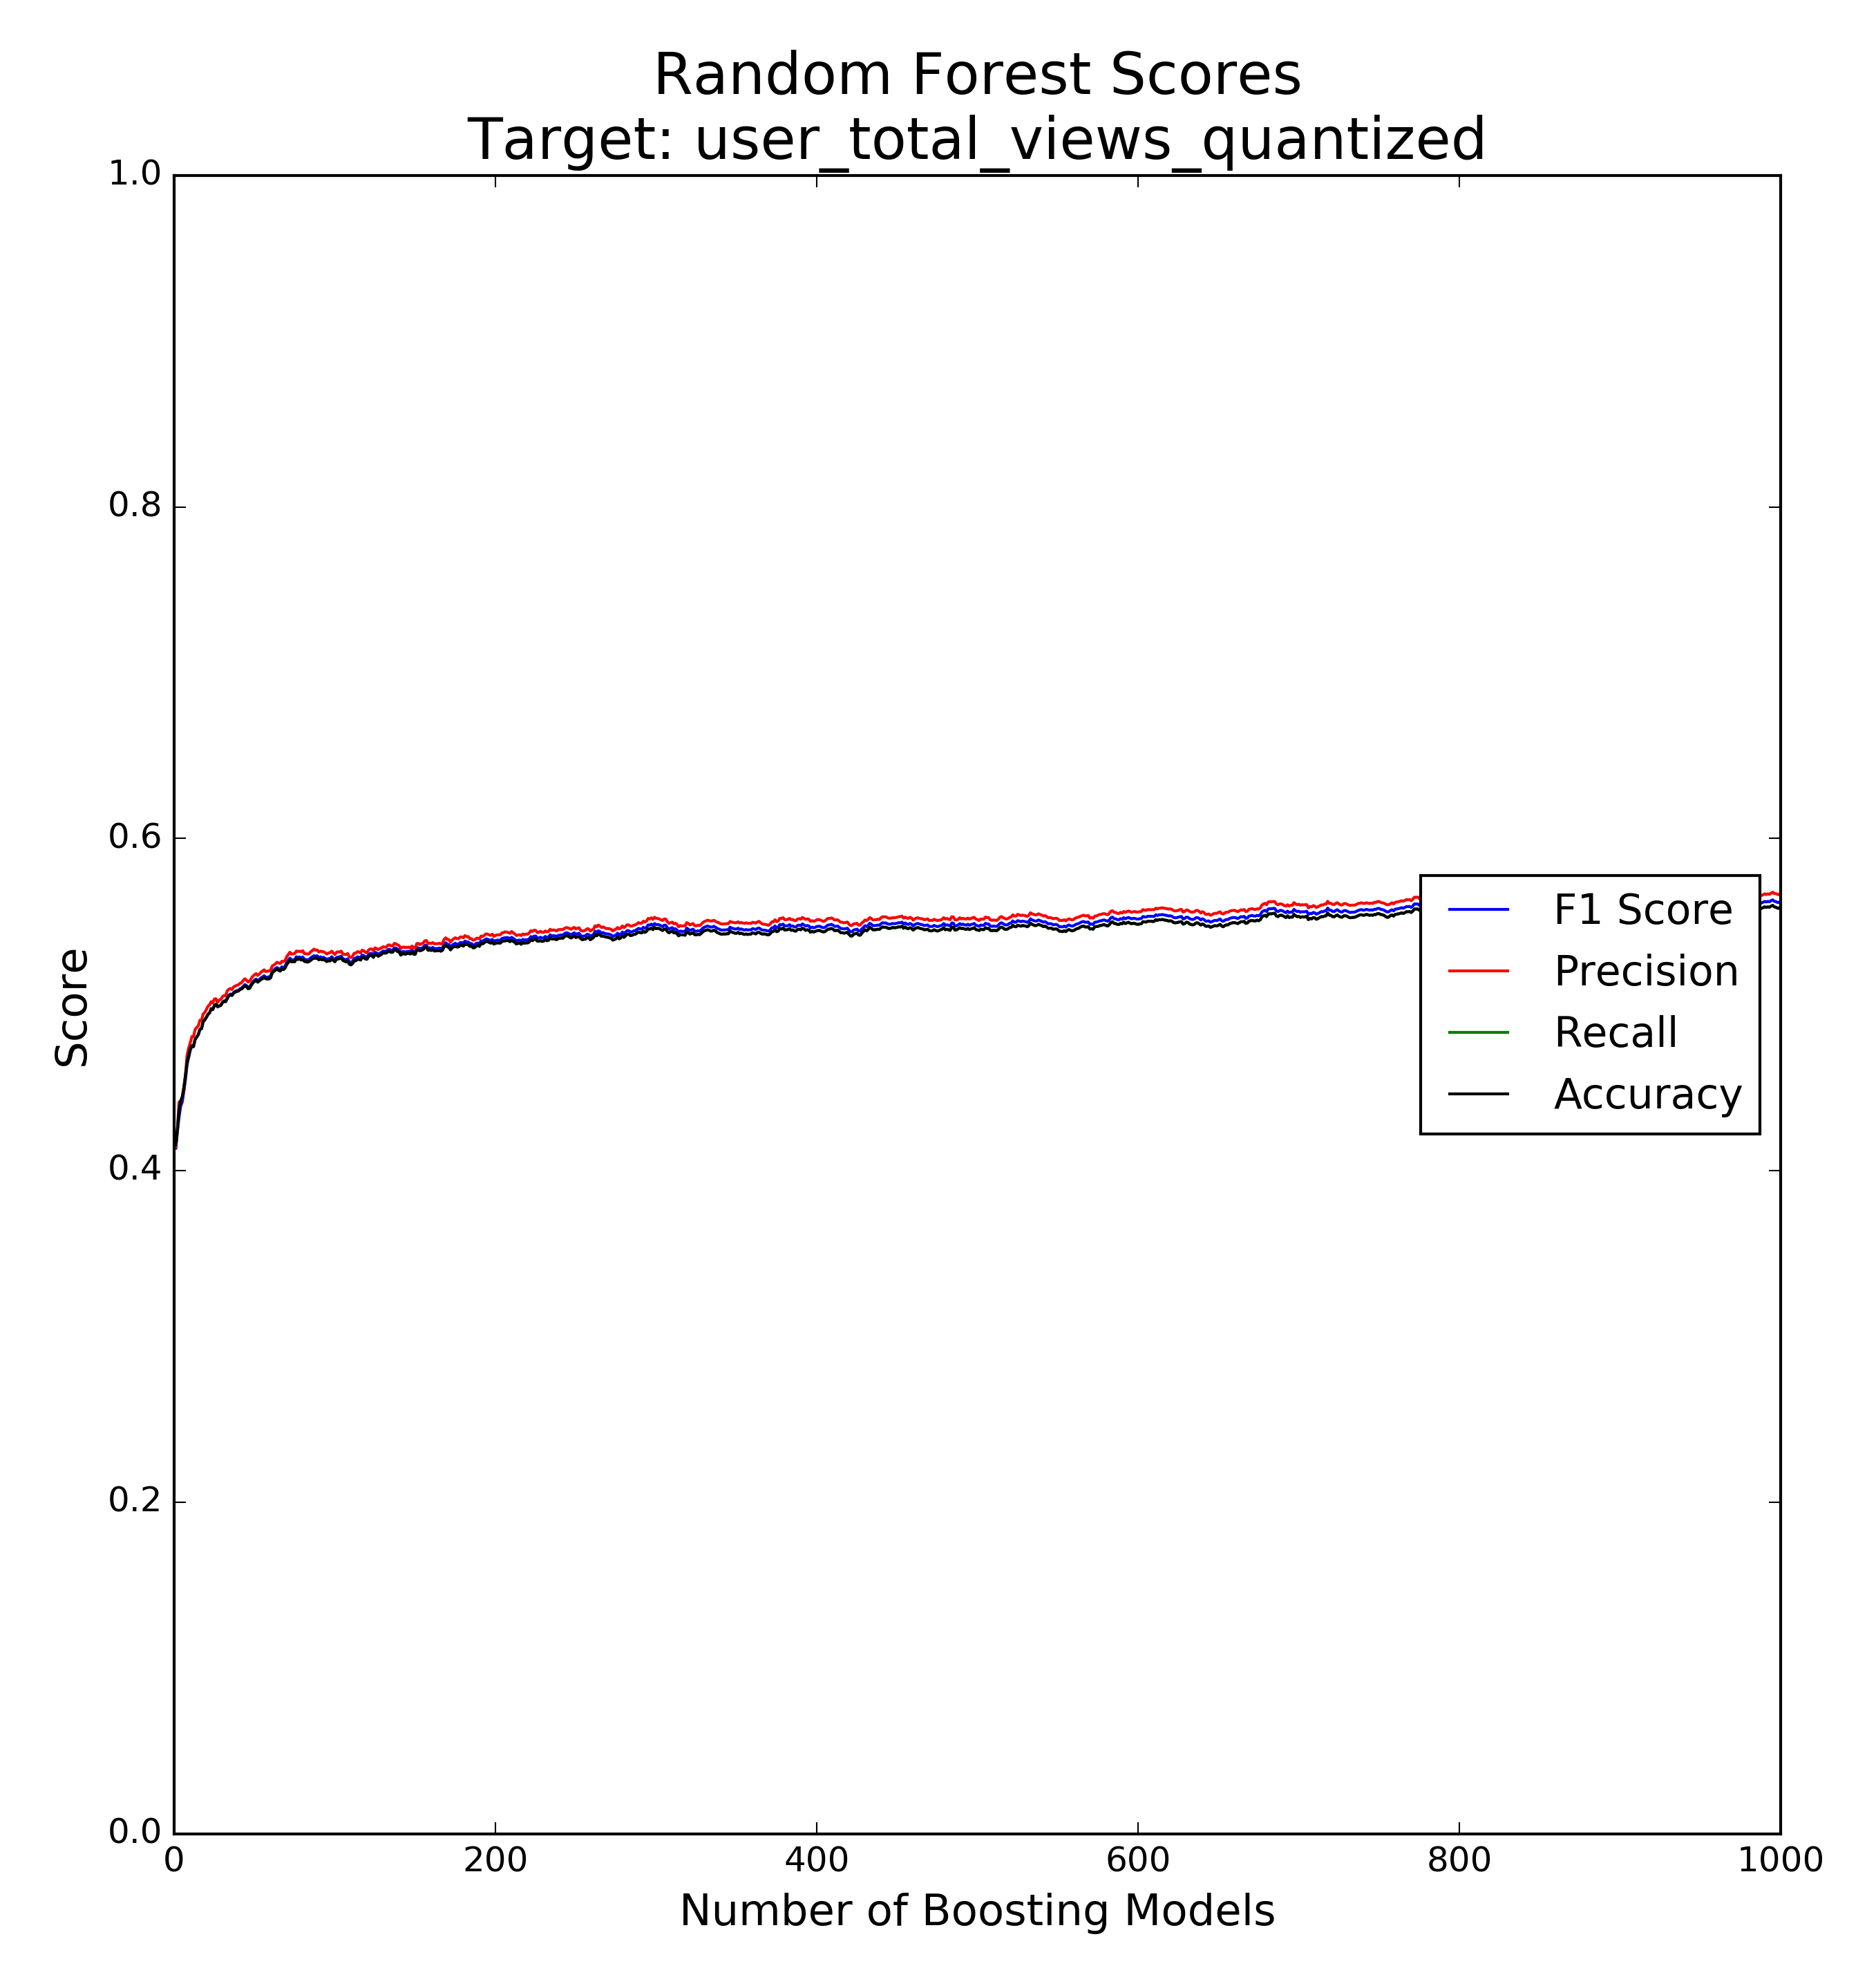 Random Forest Scores
Target: user_total_views_quantized
1.0
0.8
0.6
0.4
0.2
0.0
Score
F1 Score
Precision
Recall
Accuracy
0 200 400 600 800 1000
Number of Boosting Models